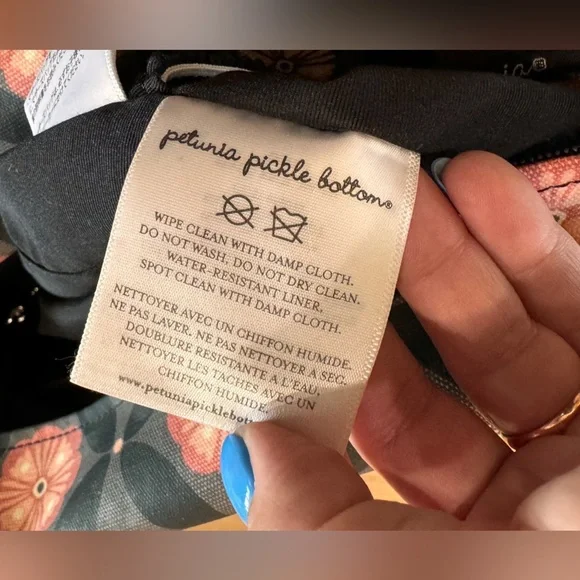 petunia pickle bottom®
WIPE CLEAN WITH DAMP CLOTH.
DO NOT WASH. DO NOT DRY CLEAN.
WATER-RESISTANT LINER.
SPOT CLEAN WITH DAMP CLOTH.
NETTOYER AVEC UN CHIFFON HUMIDE.
NE PAS LAVER. NE PAS NETTOYER A SEC.
DOUBLURE RESISTANTE A L'EAU.
NETTOYER LES TACHES AVEC UN
CHIFFON HUMIDE.
www.petuniapicklebott